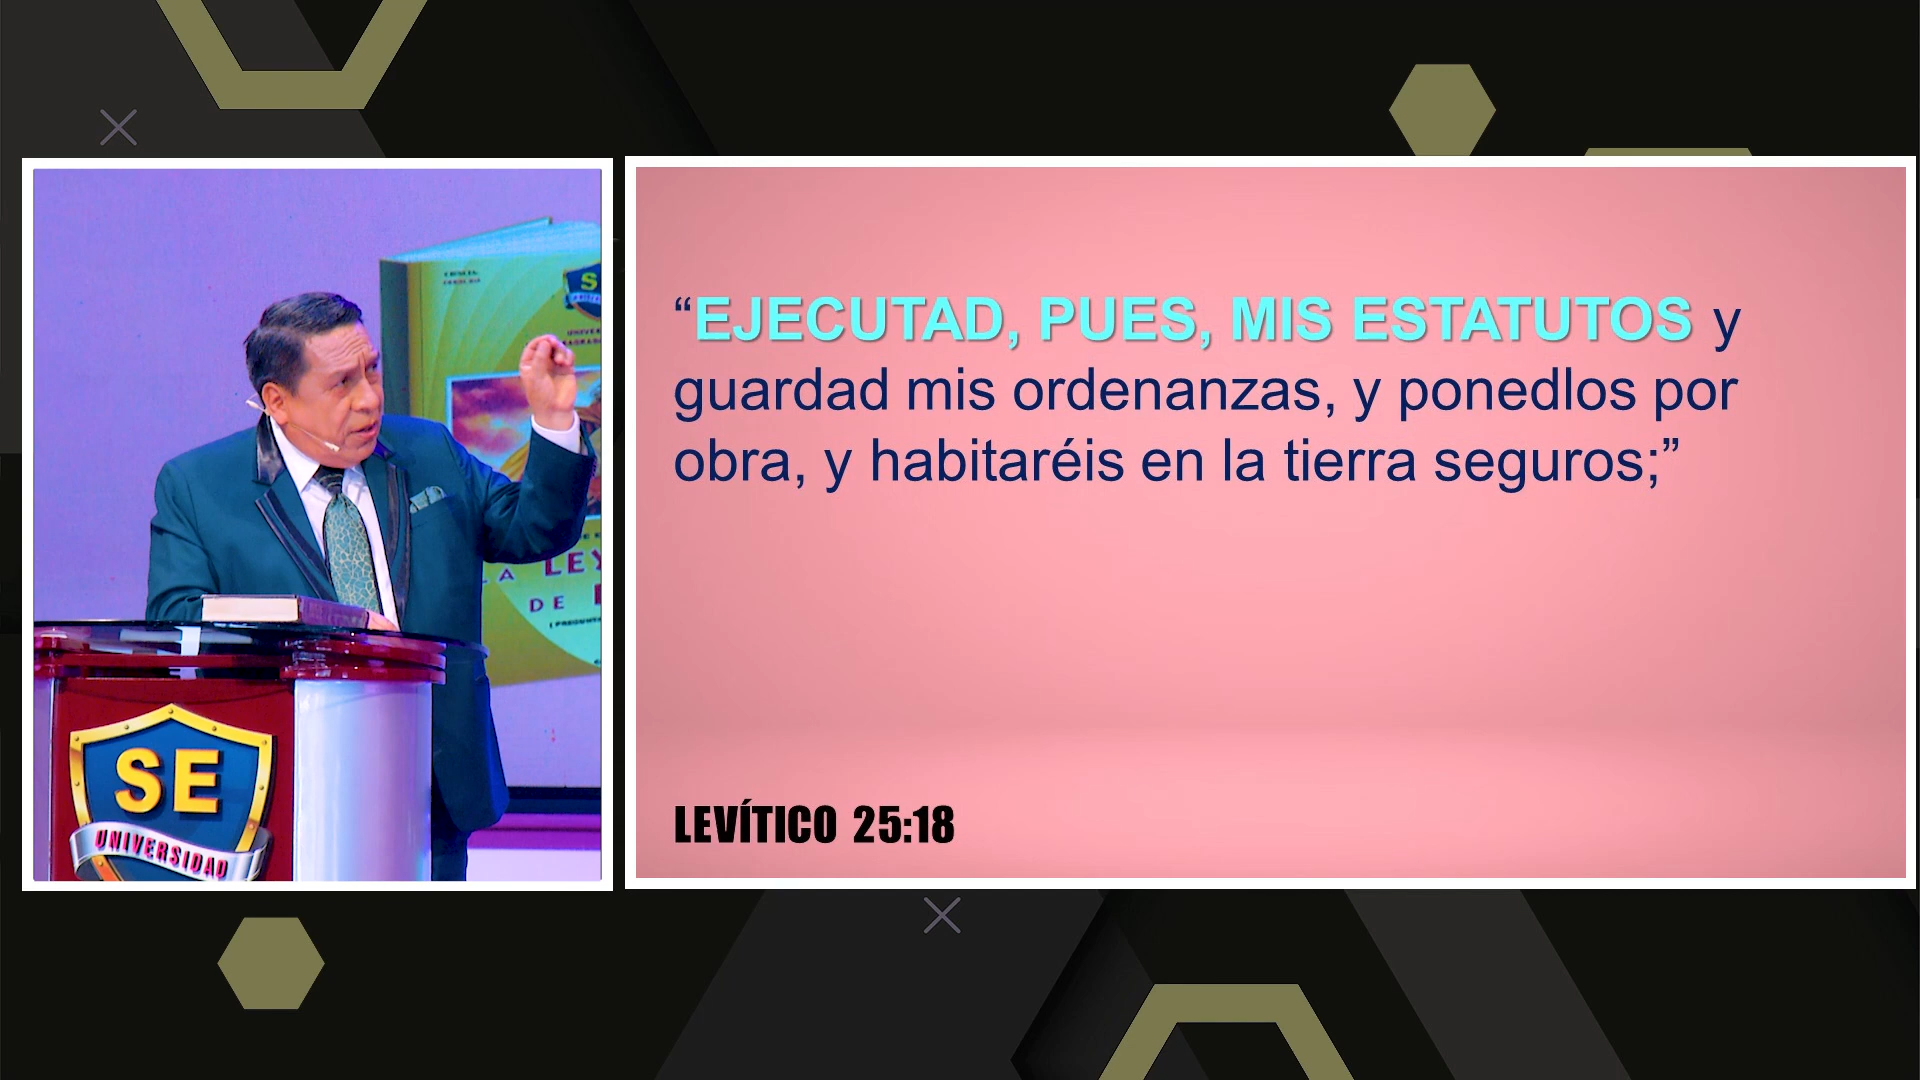 “EJECUTAD, PUES, MIS ESTATUTOS y
guardad mis ordenanzas, y ponedlos por
obra, y habitaréis en la tierra seguros;”
LEVÍTICO 25:18
LEY
DE
SE
UNIVERSIDAD